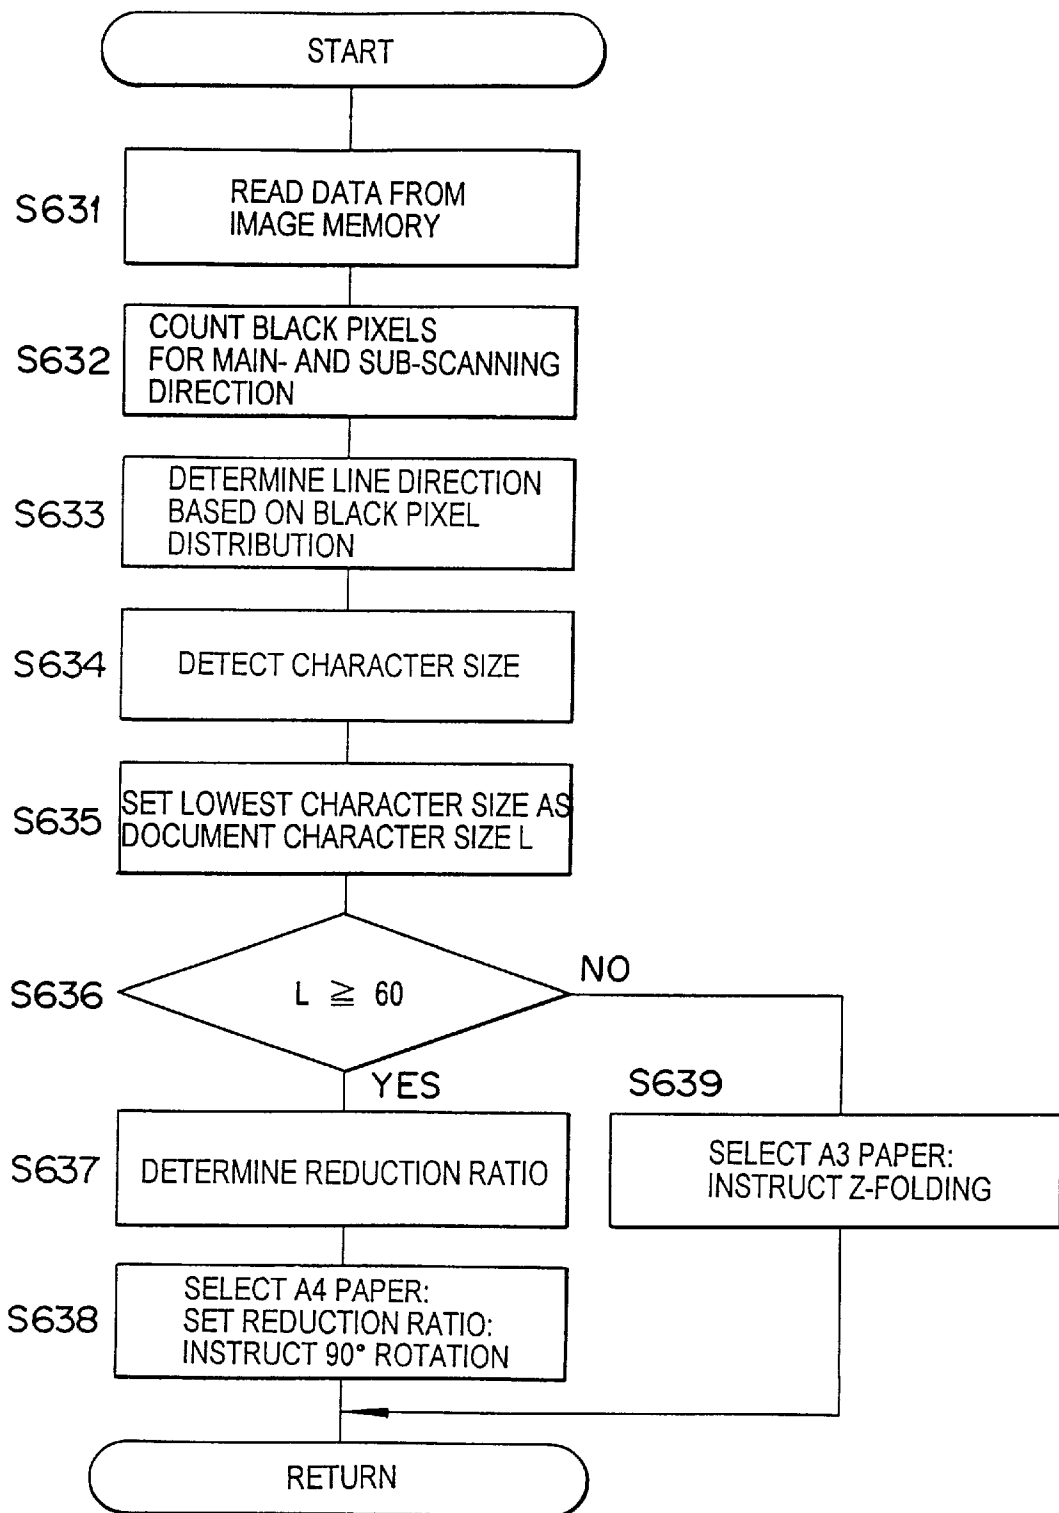 START
S631
READ DATA FROM
IMAGE MEMORY
S632
COUNT BLACK PIXELS
FOR MAIN- AND SUB-SCANNING
DIRECTION
S633
DETERMINE LINE DIRECTION
BASED ON BLACK PIXEL
DISTRIBUTION
S634
DETECT CHARACTER SIZE
S635
SET LOWEST CHARACTER SIZE AS
DOCUMENT CHARACTER SIZE L
S636
L ≧ 60
NO
YES
S637
DETERMINE REDUCTION RATIO
S639
SELECT A3 PAPER:
INSTRUCT Z-FOLDING
S638
SELECT A4 PAPER:
SET REDUCTION RATIO:
INSTRUCT 90° ROTATION
RETURN